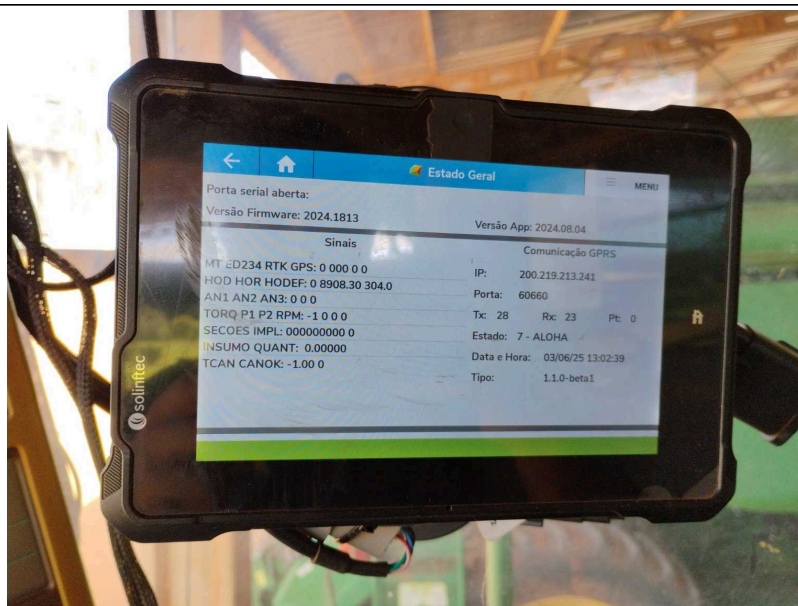 Estado Geral
MENU
Porta serial aberta:
Versão Firmware: 2024.1813
Versão App: 2024.08.04
Sinais
MT ED234 RTK GPS: 0 000 0 0
HOD HOR HODEF: 0 8908.30 304.0
AN1 AN2 AN3: 0 0 0
TORQ P1 P2 RPM: -1 0 0 0
SECOES IMPL: 000000000 0
INSUMO QUANT: 0.00000
TCAN CANOK: -1.00 0
Comunicação GPRS
IP: 200.219.213.241
Porta: 60660
Tx: 28 Rx: 23 Pt: 0
Estado: 7 - ALOHA
Data e Hora: 03/06/25 13:02:39
Tipo: 1.1.0-beta1
solinftec